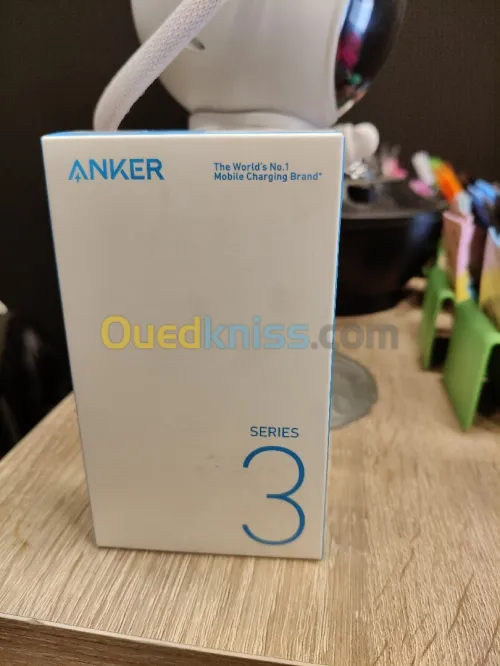 ANKER
The World's No.1
Mobile Charging Brand*
Ouedkniss.com
SERIES
3